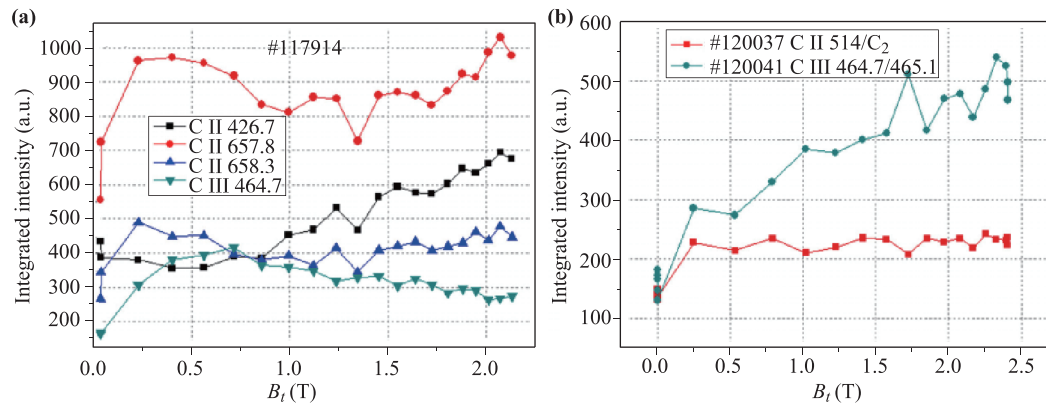 (a)
#117914
1000
900
800
700
600
500
400
300
200
Integrated intensity (a.u.)
C II 426.7
C II 657.8
C II 658.3
C III 464.7
0.0 0.5 1.0 1.5 2.0
Bₜ (T)
(b)
600
500
400
300
200
100
Integrated intensity (a.u.)
#120037 C II 514/C₂
#120041 C III 464.7/465.1
0.0 0.5 1.0 1.5 2.0 2.5
Bₜ (T)